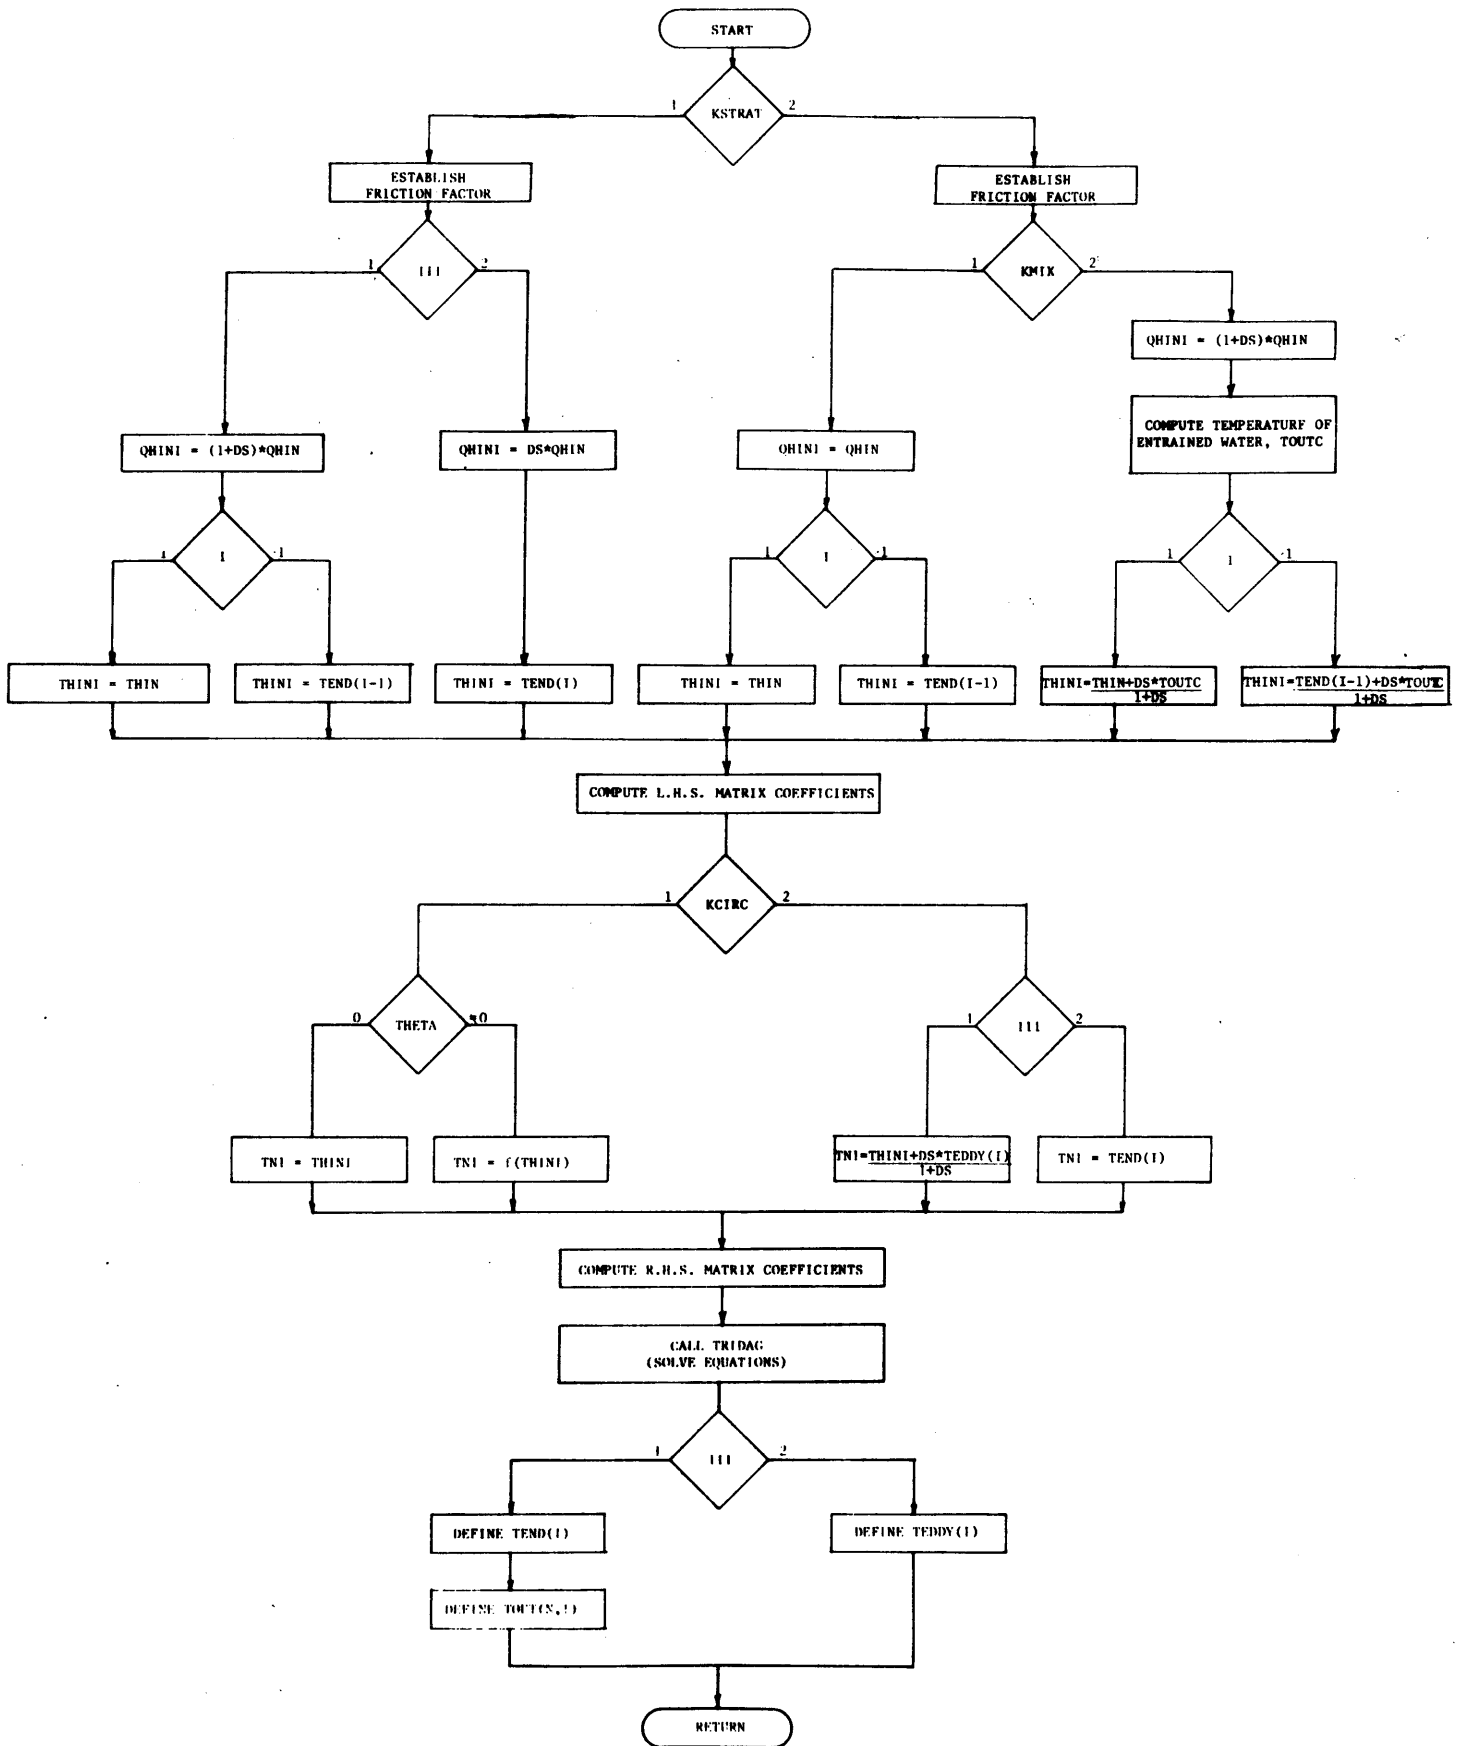 START
KSTRAT
1
2
ESTABLISH
FRICTION FACTOR
ESTABLISH
FRICTION FACTOR
III
1
2
KMIX
1
2
QHINI = (1+DS)*QHIN
COMPUTE TEMPERATURE OF
ENTRAINED WATER, TOUTC
QHINI = (1+DS)*QHIN
QHINI = DS*QHIN
QHINI = QHIN
I
1
I
1
I
1
THINI = THIN
THINI = TEND(I-1)
THINI = TEND(I)
THINI = THIN
THINI = TEND(I-1)
THINI=THIN+DS*TOUTC
1+DS
THINI=TEND(I-1)+DS*TOUTC
1+DS
COMPUTE L.H.S. MATRIX COEFFICIENTS
KCIRC
1
2
THETA
0
≠0
III
1
2
TNI = THINI
TNI = f(THINI)
TNI=THINI+DS*TEDDY(I)
1+DS
TNI = TEND(I)
COMPUTE R.H.S. MATRIX COEFFICIENTS
CALL TRIDAG
(SOLVE EQUATIONS)
III
1
2
DEFINE TEND(I)
DEFINE TEDDY(I)
DEFINE TOUT(N,I)
RETURN